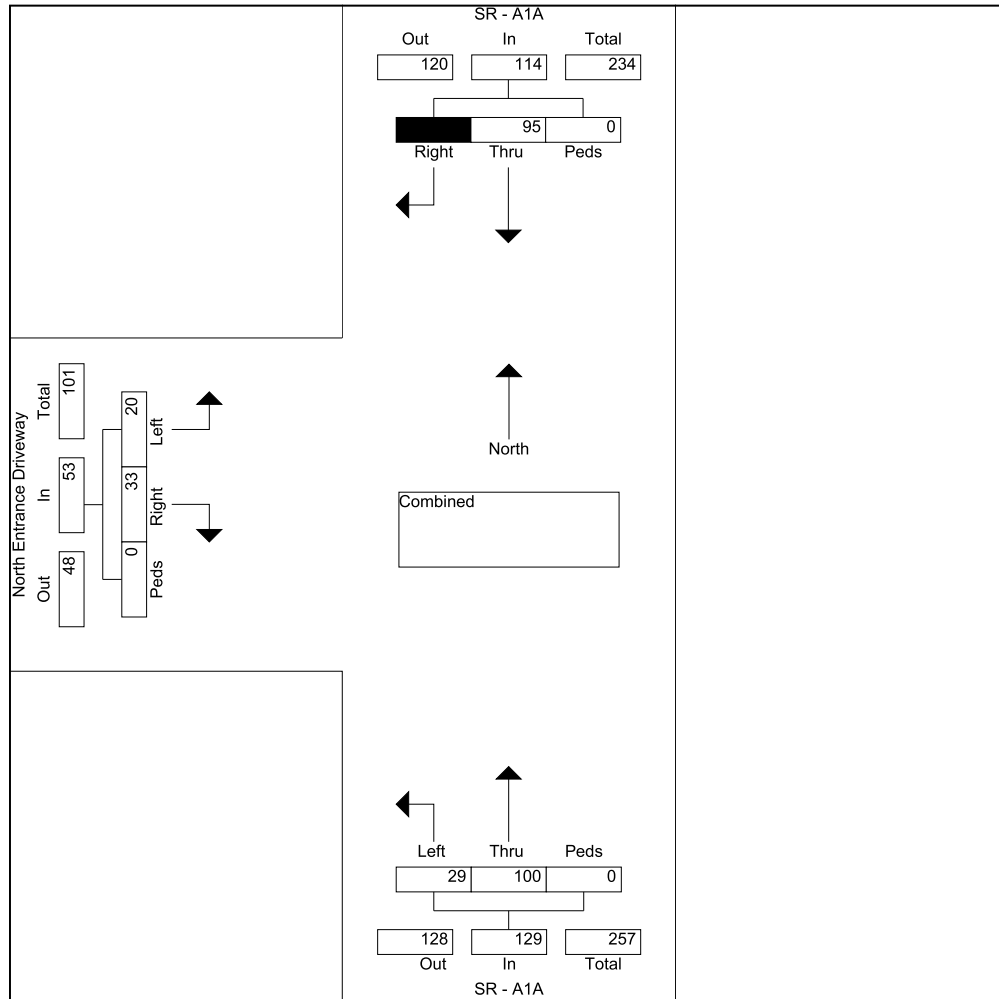 SR - A1A
Out In Total
120 114 234
95 0
Right Thru Peds
North Entrance Driveway
Out In Total
48 53 101
0 33 20
Peds Right Left
North
Combined
Left Thru Peds
29 100 0
128 129 257
Out In Total
SR - A1A